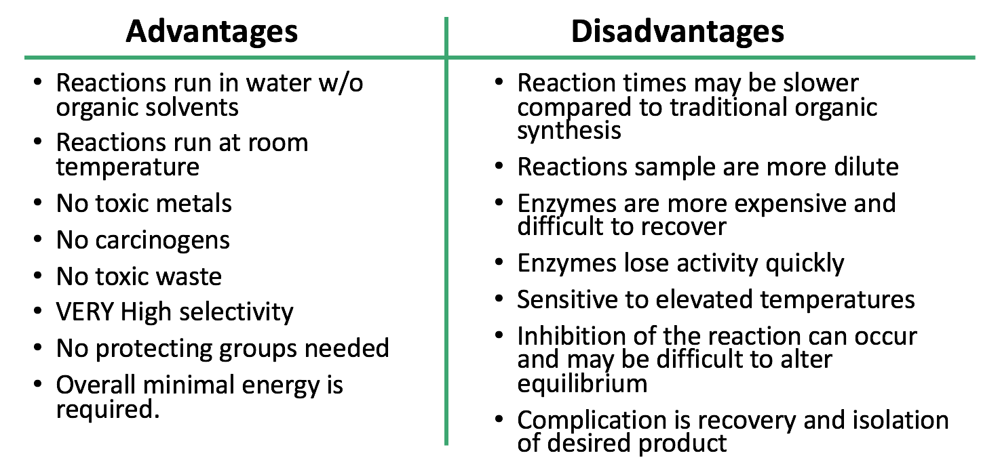 Advantages
• Reactions run in water w/o
organic solvents
• Reactions run at room
temperature
• No toxic metals
• No carcinogens
• No toxic waste
• VERY High selectivity
• No protecting groups needed
• Overall minimal energy is
required.
Disadvantages
• Reaction times may be slower
compared to traditional organic
synthesis
• Reactions sample are more dilute
• Enzymes are more expensive and
difficult to recover
• Enzymes lose activity quickly
• Sensitive to elevated temperatures
• Inhibition of the reaction can occur
and may be difficult to alter
equilibrium
• Complication is recovery and isolation
of desired product